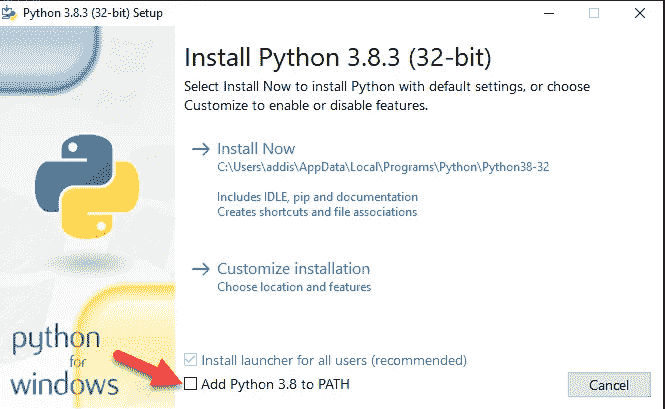 Python 3.8.3 (32-bit) Setup
Install Python 3.8.3 (32-bit)
Select Install Now to install Python with default settings, or choose
Customize to enable or disable features.
Install Now
C:\Users\addis\AppData\Local\Programs\Python\Python38-32
Includes IDLE, pip and documentation
Creates shortcuts and file associations
Customize installation
Choose location and features
python
for
windows
Install launcher for all users (recommended)
Add Python 3.8 to PATH
Cancel